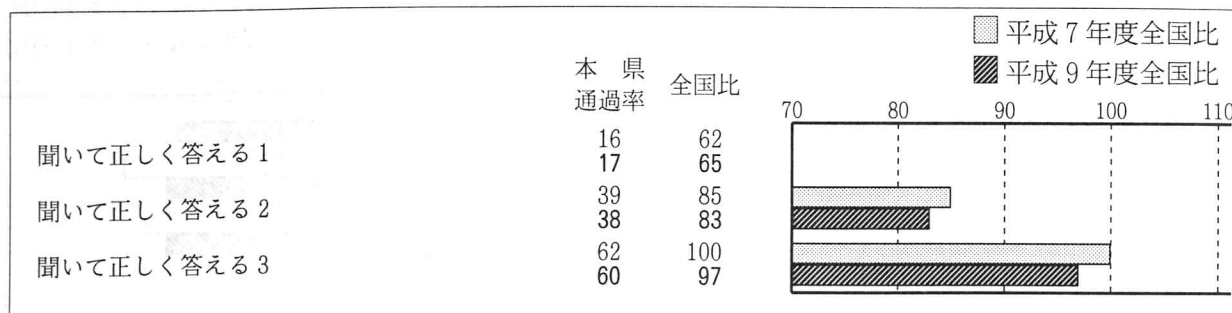 平成7年度全国比
平成9年度全国比
本県 全国比
通過率
70 80 90 100 110
聞いて正しく答える1 16 62
17 65
聞いて正しく答える2 39 85
38 83
聞いて正しく答える3 62 100
60 97